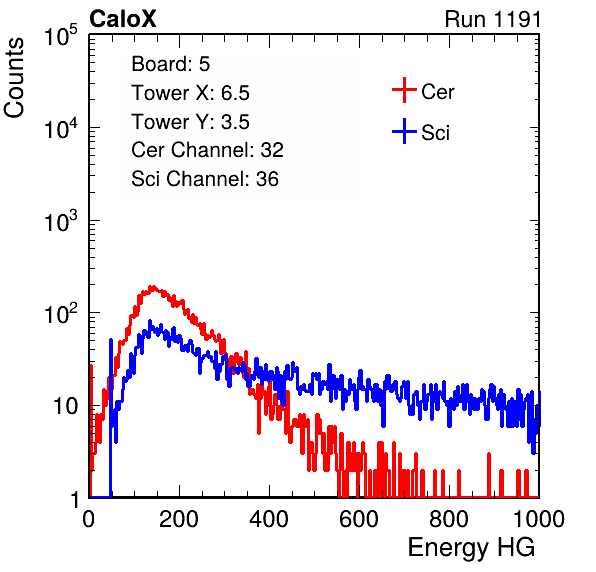 CaloX Run 1191
Counts
10^5
10^4
10^3
10^2
10
1
Board: 5
Tower X: 6.5
Tower Y: 3.5
Cer Channel: 32
Sci Channel: 36
Cer
Sci
0 200 400 600 800 1000
Energy HG